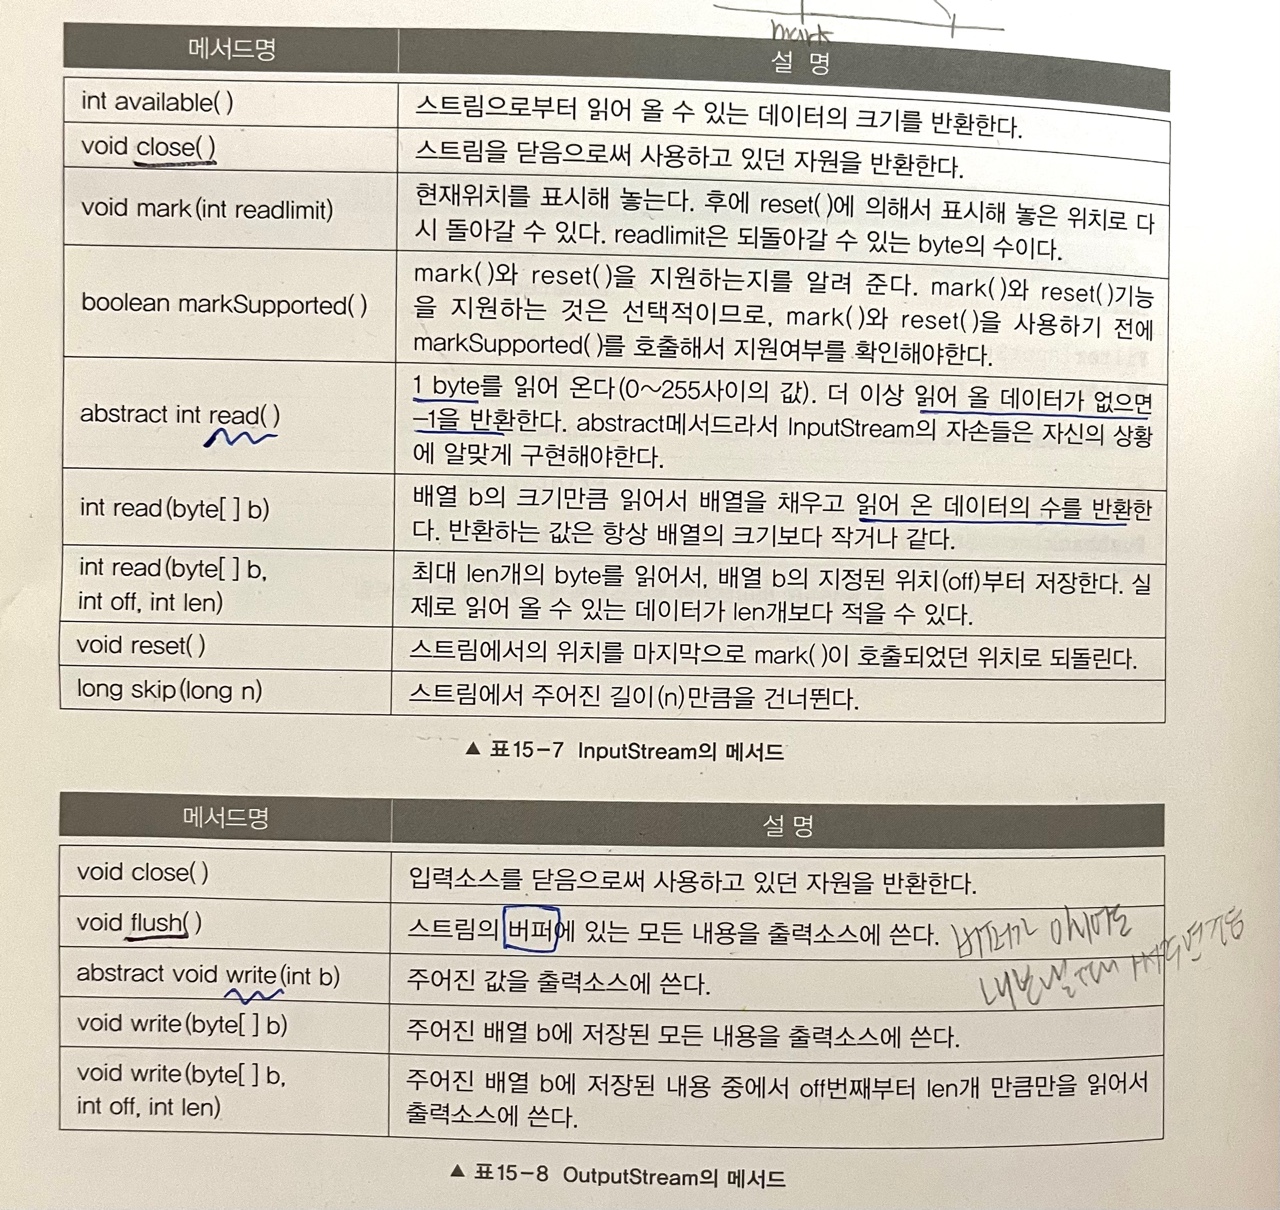 mark
메서드명 설 명
int available( ) 스트림으로부터 읽어 올 수 있는 데이터의 크기를 반환한다.
void close( ) 스트림을 닫음으로써 사용하고 있던 자원을 반환한다.
void mark(int readlimit) 현재위치를 표시해 놓는다. 후에 reset( )에 의해서 표시해 놓은 위치로 다
시 돌아갈 수 있다. readlimit은 되돌아갈 수 있는 byte의 수이다.
boolean markSupported( ) mark( )와 reset( )을 지원하는지를 알려 준다. mark( )와 reset( )기능
을 지원하는 것은 선택적이므로, mark( )와 reset( )을 사용하기 전에
markSupported( )를 호출해서 지원여부를 확인해야한다.
abstract int read( ) 1 byte를 읽어 온다(0~255사이의 값). 더 이상 읽어 올 데이터가 없으면
-1을 반환한다. abstract메서드라서 InputStream의 자손들은 자신의 상황
에 알맞게 구현해야한다.
int read(byte[ ] b) 배열 b의 크기만큼 읽어서 배열을 채우고 읽어 온 데이터의 수를 반환한
다. 반환하는 값은 항상 배열의 크기보다 작거나 같다.
int read(byte[ ] b, 최대 len개의 byte를 읽어서, 배열 b의 지정된 위치(off)부터 저장한다. 실
int off, int len) 제로 읽어 올 수 있는 데이터가 len개보다 적을 수 있다.
void reset( ) 스트림에서의 위치를 마지막으로 mark( )이 호출되었던 위치로 되돌린다.
long skip(long n) 스트림에서 주어진 길이(n)만큼을 건너뛴다.
▲ 표15-7 InputStream의 메서드
메서드명 설 명
void close( ) 입력소스를 닫음으로써 사용하고 있던 자원을 반환한다.
void flush( ) 스트림의 버퍼에 있는 모든 내용을 출력소스에 쓴다. 버퍼가
abstract void write(int b) 주어진 값을 출력소스에 쓴다.
void write(byte[ ] b) 주어진 배열 b에 저장된 모든 내용을 출력소스에 쓴다.
void write(byte[ ] b, 주어진 배열 b에 저장된 내용 중에서 off번째부터 len개 만큼만을 읽어서
int off, int len) 출력소스에 쓴다.
▲ 표15-8 OutputStream의 메서드